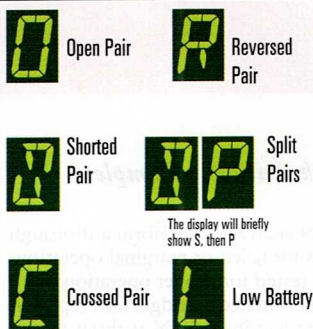 O Open Pair
R Reversed
Pair
Shorted
Pair
P Split
Pairs
The display will briefly
show S, then P
C Crossed Pair
L Low Battery